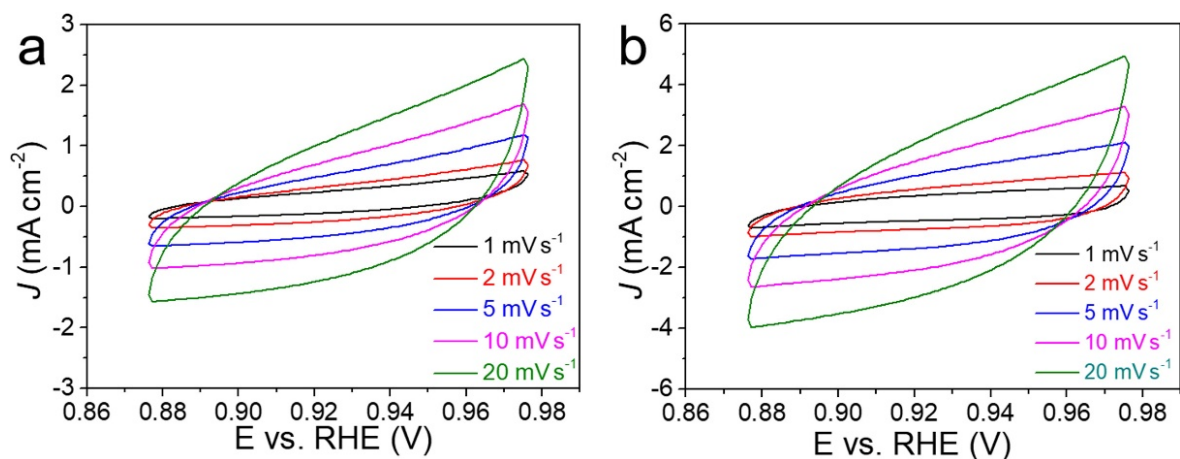 a
3
2
1
0
-1
-2
-3
J (mA cm⁻²)
1 mV s⁻¹
2 mV s⁻¹
5 mV s⁻¹
10 mV s⁻¹
20 mV s⁻¹
0.86 0.88 0.90 0.92 0.94 0.96 0.98
E vs. RHE (V)
b
6
4
2
0
-2
-4
-6
J (mA cm⁻²)
1 mV s⁻¹
2 mV s⁻¹
5 mV s⁻¹
10 mV s⁻¹
20 mV s⁻¹
0.86 0.88 0.90 0.92 0.94 0.96 0.98
E vs. RHE (V)